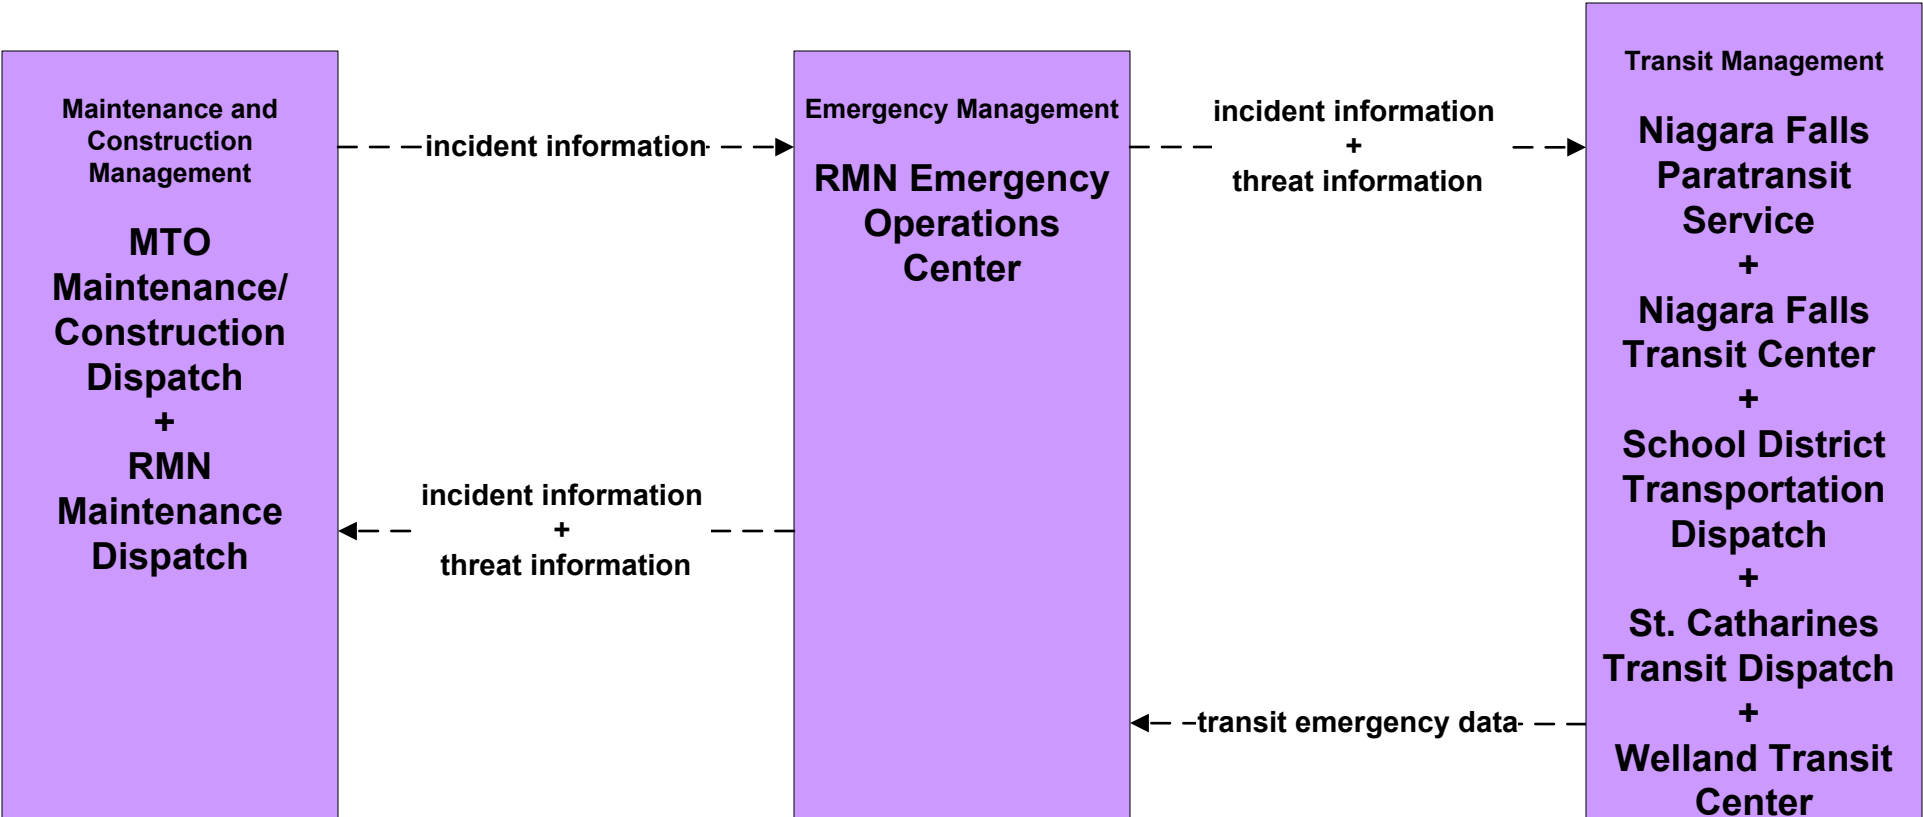 Maintenance and
Construction
Management
MTO
Maintenance/
Construction
Dispatch
+
RMN
Maintenance
Dispatch
incident information
incident information
+
threat information
Emergency Management
RMN Emergency
Operations
Center
incident information
+
threat information
transit emergency data
Transit Management
Niagara Falls
Paratransit
Service
+
Niagara Falls
Transit Center
+
School District
Transportation
Dispatch
+
St. Catharines
Transit Dispatch
+
Welland Transit
Center